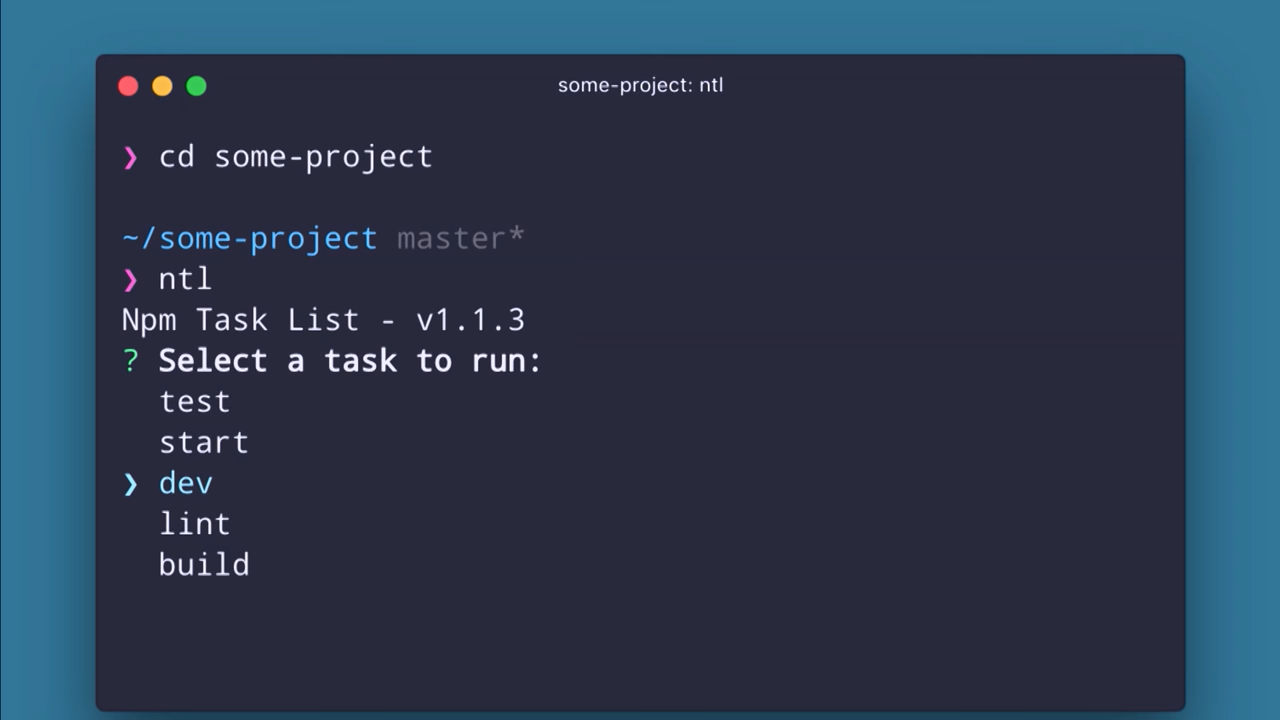 some-project: ntl
❯ cd some-project
~/some-project master*
❯ ntl
Npm Task List - v1.1.3
? Select a task to run:
test
start
❯ dev
lint
build